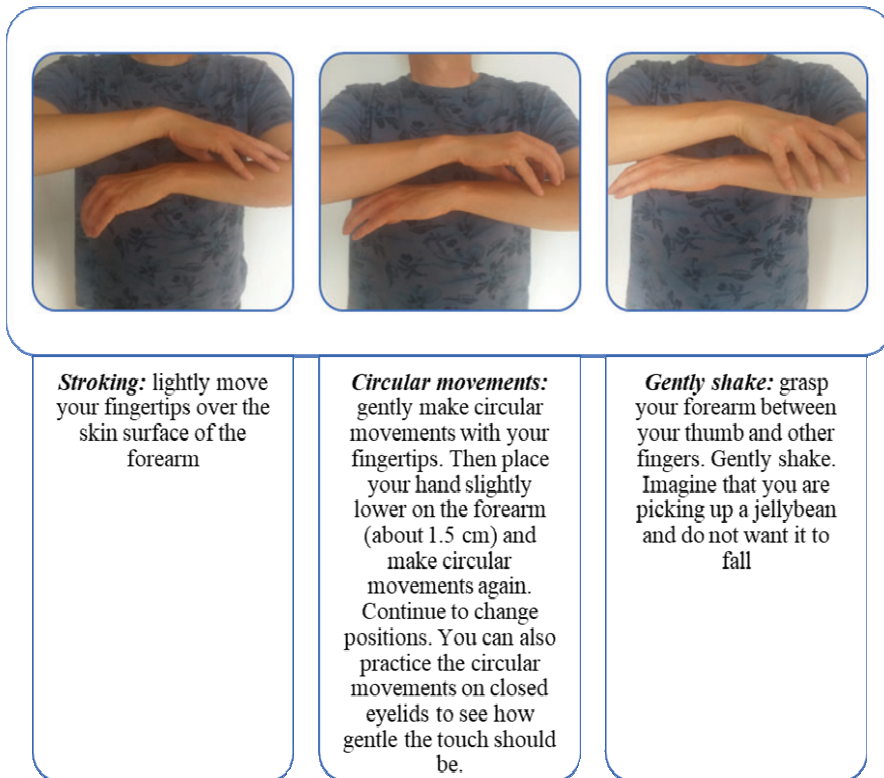 Stroking: lightly move
your fingertips over the
skin surface of the
forearm
Circular movements:
gently make circular
movements with your
fingertips. Then place
your hand slightly
lower on the forearm
(about 1.5 cm) and
make circular
movements again.
Continue to change
positions. You can also
practice the circular
movements on closed
eyelids to see how
gentle the touch should
be.
Gently shake: grasp
your forearm between
your thumb and other
fingers. Gently shake.
Imagine that you are
picking up a jellybean
and do not want it to
fall